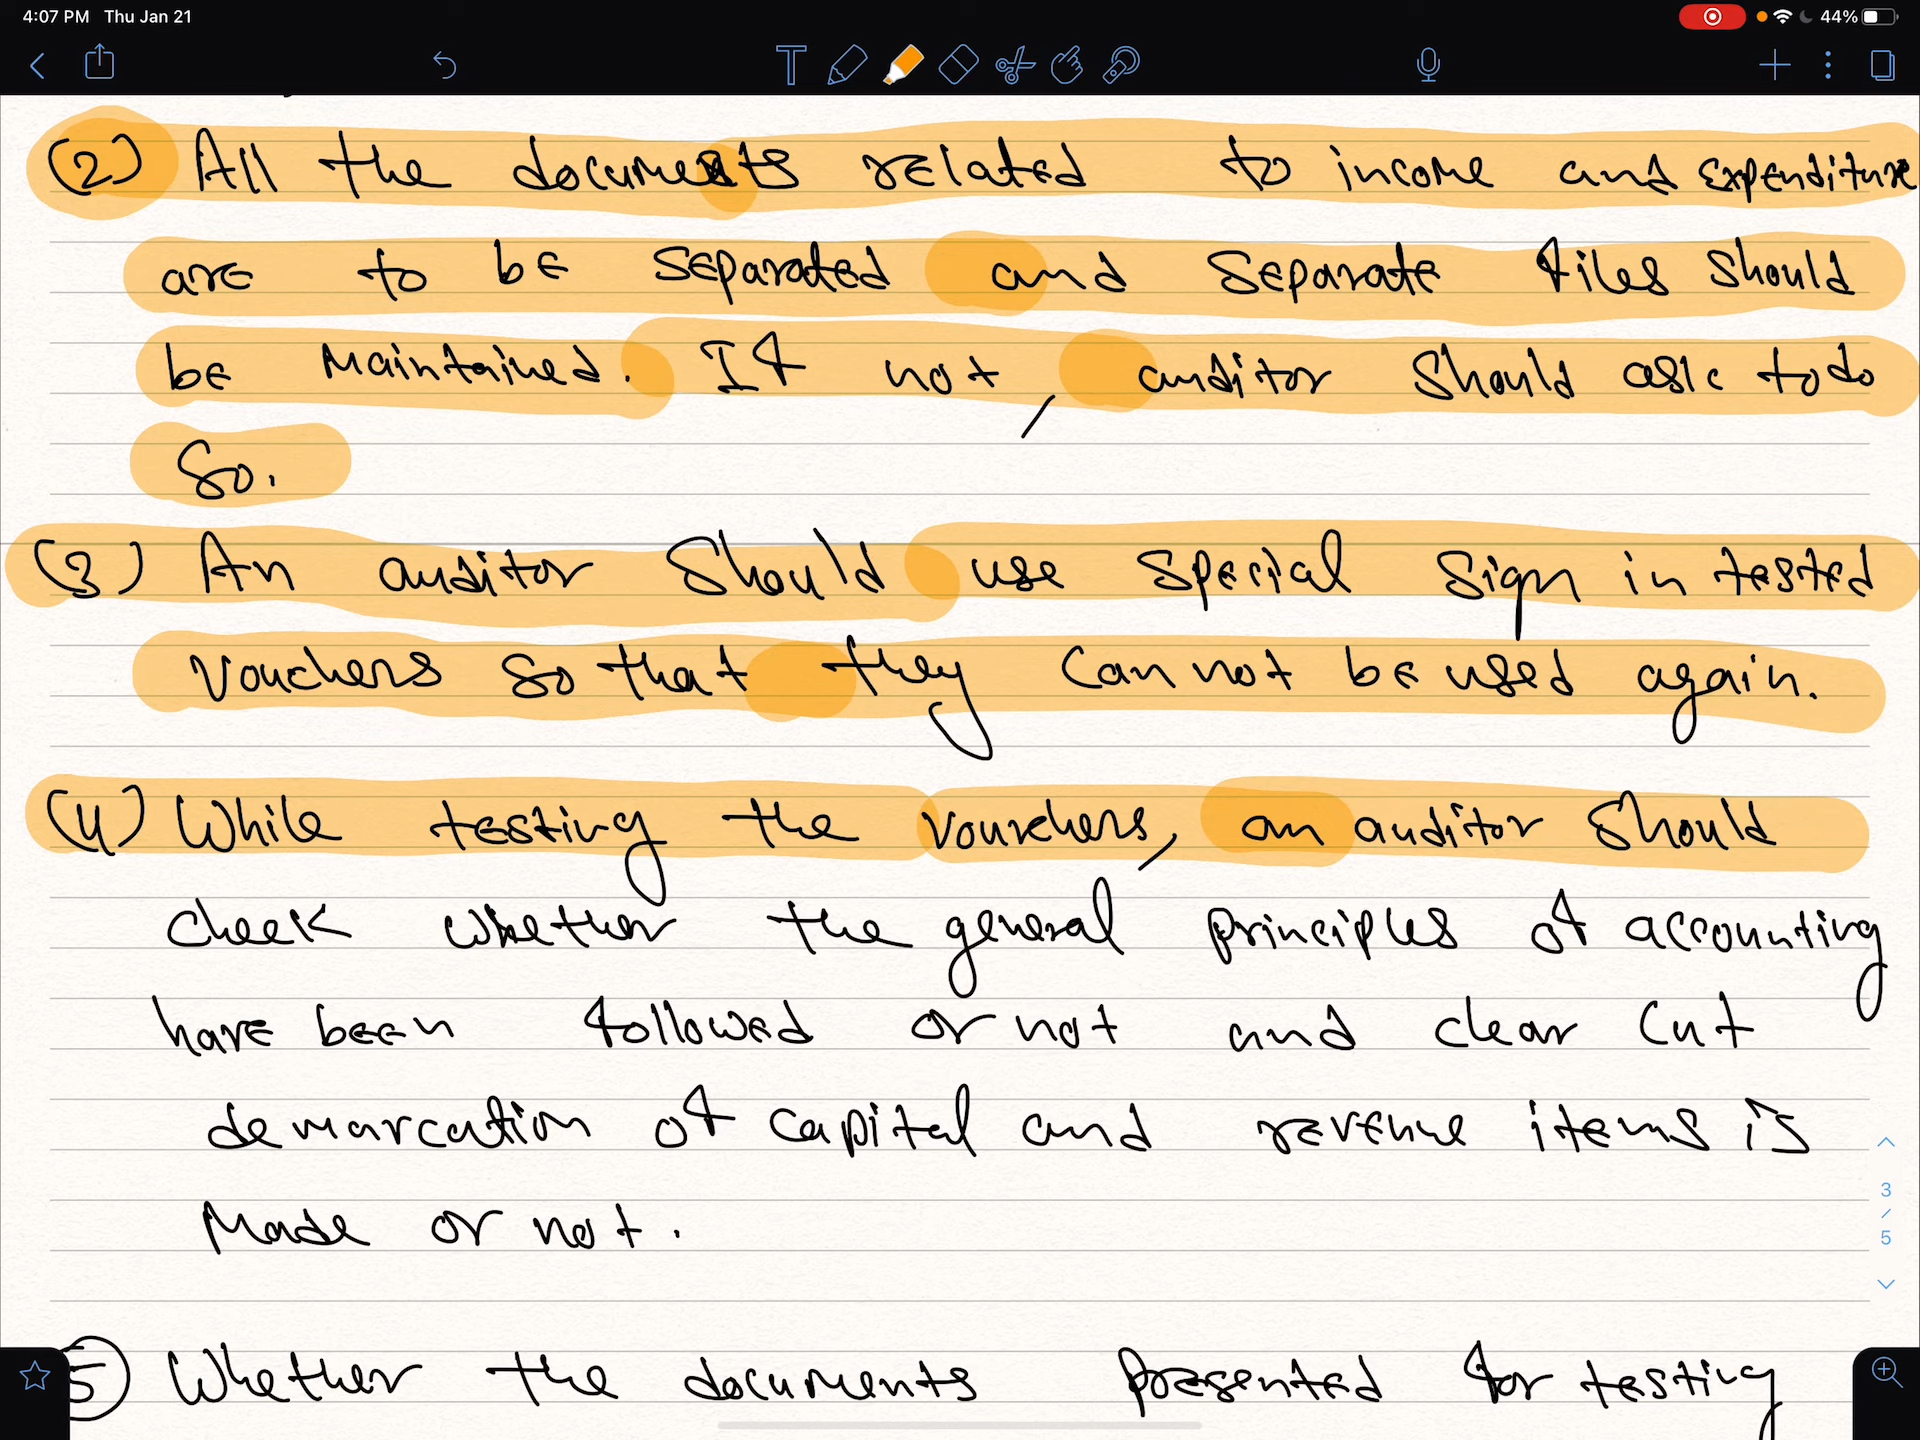 4:07 PM Thu Jan 21
44%
(2) All the documents related to income and expenditure
are to be separated and separate files should
be maintained. If not, auditor should ask to do
so.
(3) An auditor should use special sign in tested
vouchers so that they can not be used again.
(4) While testing the vouchers, an auditor should
check whether the general principles of accounting
have been followed or not and clear cut
demarcation of capital and revenue items is
made or not.
3
/
5
(5) Whether the documents presented for testing